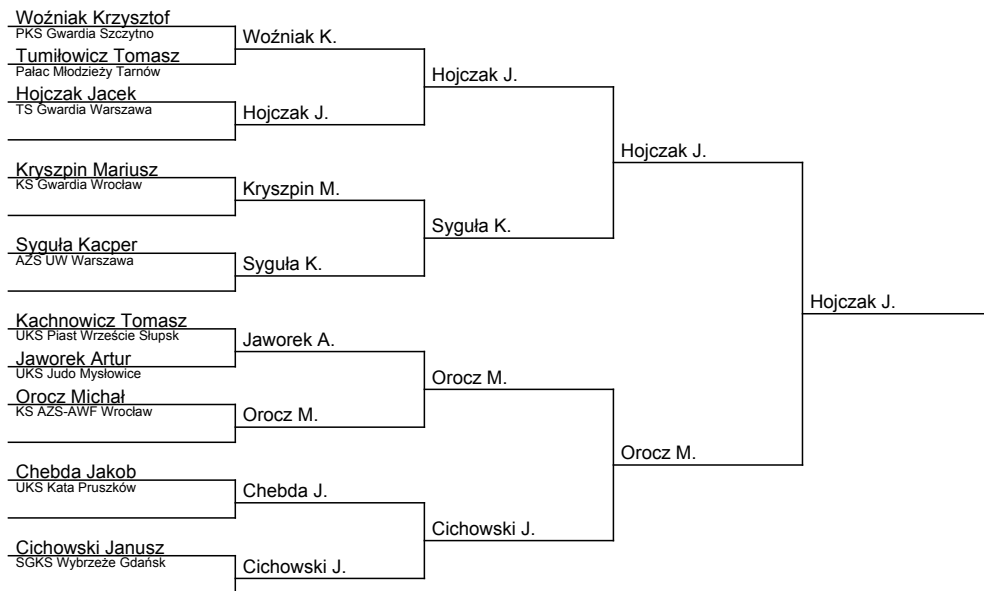 Woźniak Krzysztof
PKS Gwardia Szczytno
Woźniak K.
Tumiłowicz Tomasz
Pałac Młodzieży Tarnów
Hojczak J.
Hojczak Jacek
TS Gwardia Warszawa
Hojczak J.
Hojczak J.
Kryszpin Mariusz
KS Gwardia Wrocław
Kryszpin M.
Syguła K.
Syguła Kacper
AZS UW Warszawa
Syguła K.
Hojczak J.
Kachnowicz Tomasz
UKS Piast Wrzeście Słupsk
Jaworek A.
Jaworek Artur
UKS Judo Mysłowice
Orocz M.
Orocz Michał
KS AZS-AWF Wrocław
Orocz M.
Orocz M.
Chebda Jakob
UKS Kata Pruszków
Chebda J.
Cichowski J.
Cichowski Janusz
SGKS Wybrzeże Gdańsk
Cichowski J.